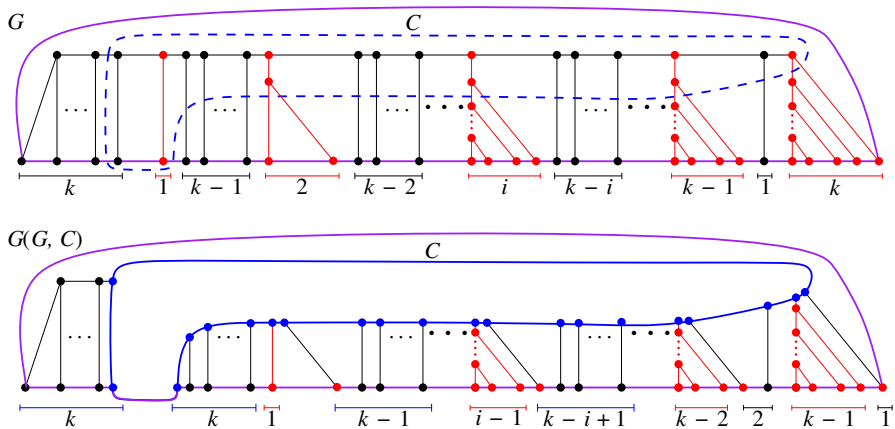 G
C
... ... ... ... ... ...
k 1 k − 1 2 k − 2 i k − i k − 1 1 k
G(G, C)
C
... ... ... ... ... ...
k k 1 k − 1 i − 1 k − i + 1 k − 2 2 k − 1 1